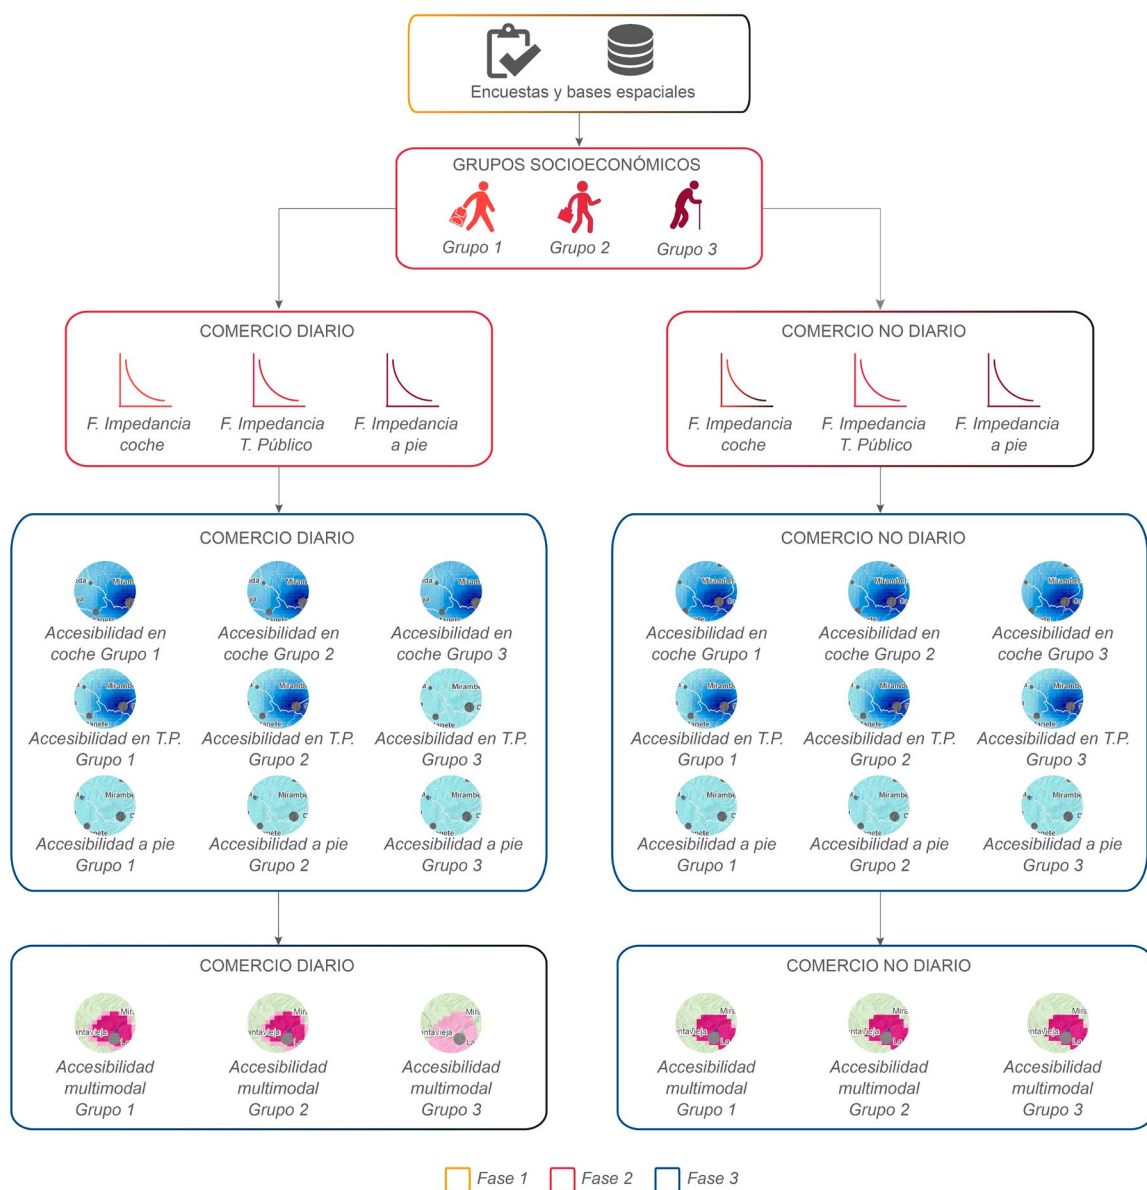 Encuestas y bases espaciales
GRUPOS SOCIOECONÓMICOS
Grupo 1
Grupo 2
Grupo 3
COMERCIO DIARIO
F. Impedancia
coche
F. Impedancia
T. Público
F. Impedancia
a pie
COMERCIO NO DIARIO
F. Impedancia
coche
F. Impedancia
T. Público
F. Impedancia
a pie
COMERCIO DIARIO
Accesibilidad en
coche Grupo 1
Accesibilidad en
coche Grupo 2
Accesibilidad en
coche Grupo 3
Accesibilidad en T.P.
Grupo 1
Accesibilidad en T.P.
Grupo 2
Accesibilidad en T.P.
Grupo 3
Accesibilidad a pie
Grupo 1
Accesibilidad a pie
Grupo 2
Accesibilidad a pie
Grupo 3
COMERCIO NO DIARIO
Accesibilidad en
coche Grupo 1
Accesibilidad en
coche Grupo 2
Accesibilidad en
coche Grupo 3
Accesibilidad en T.P.
Grupo 1
Accesibilidad en T.P.
Grupo 2
Accesibilidad en T.P.
Grupo 3
Accesibilidad a pie
Grupo 1
Accesibilidad a pie
Grupo 2
Accesibilidad a pie
Grupo 3
COMERCIO DIARIO
Accesibilidad
multimodal
Grupo 1
Accesibilidad
multimodal
Grupo 2
Accesibilidad
multimodal
Grupo 3
COMERCIO NO DIARIO
Accesibilidad
multimodal
Grupo 1
Accesibilidad
multimodal
Grupo 2
Accesibilidad
multimodal
Grupo 3
Fase 1
Fase 2
Fase 3